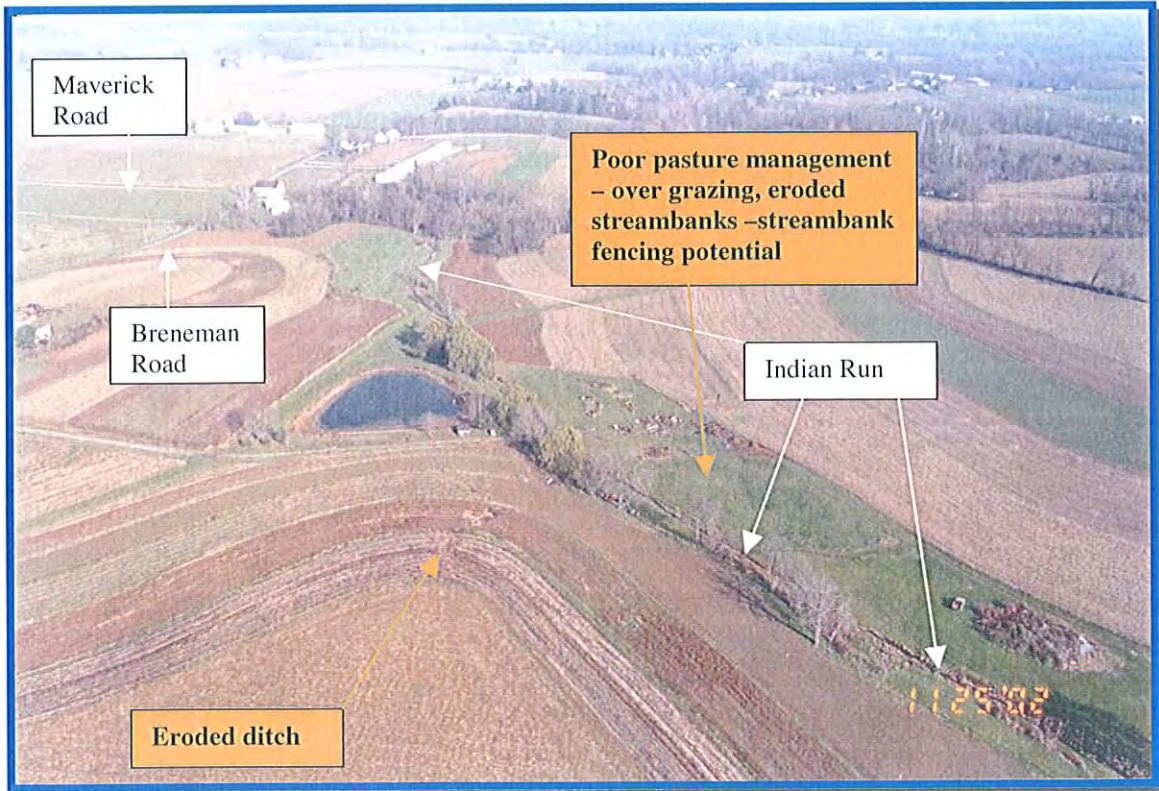 Maverick
Road
Poor pasture management
– over grazing, eroded
streambanks –streambank
fencing potential
Breneman
Road
Indian Run
Eroded ditch
11 25 '02